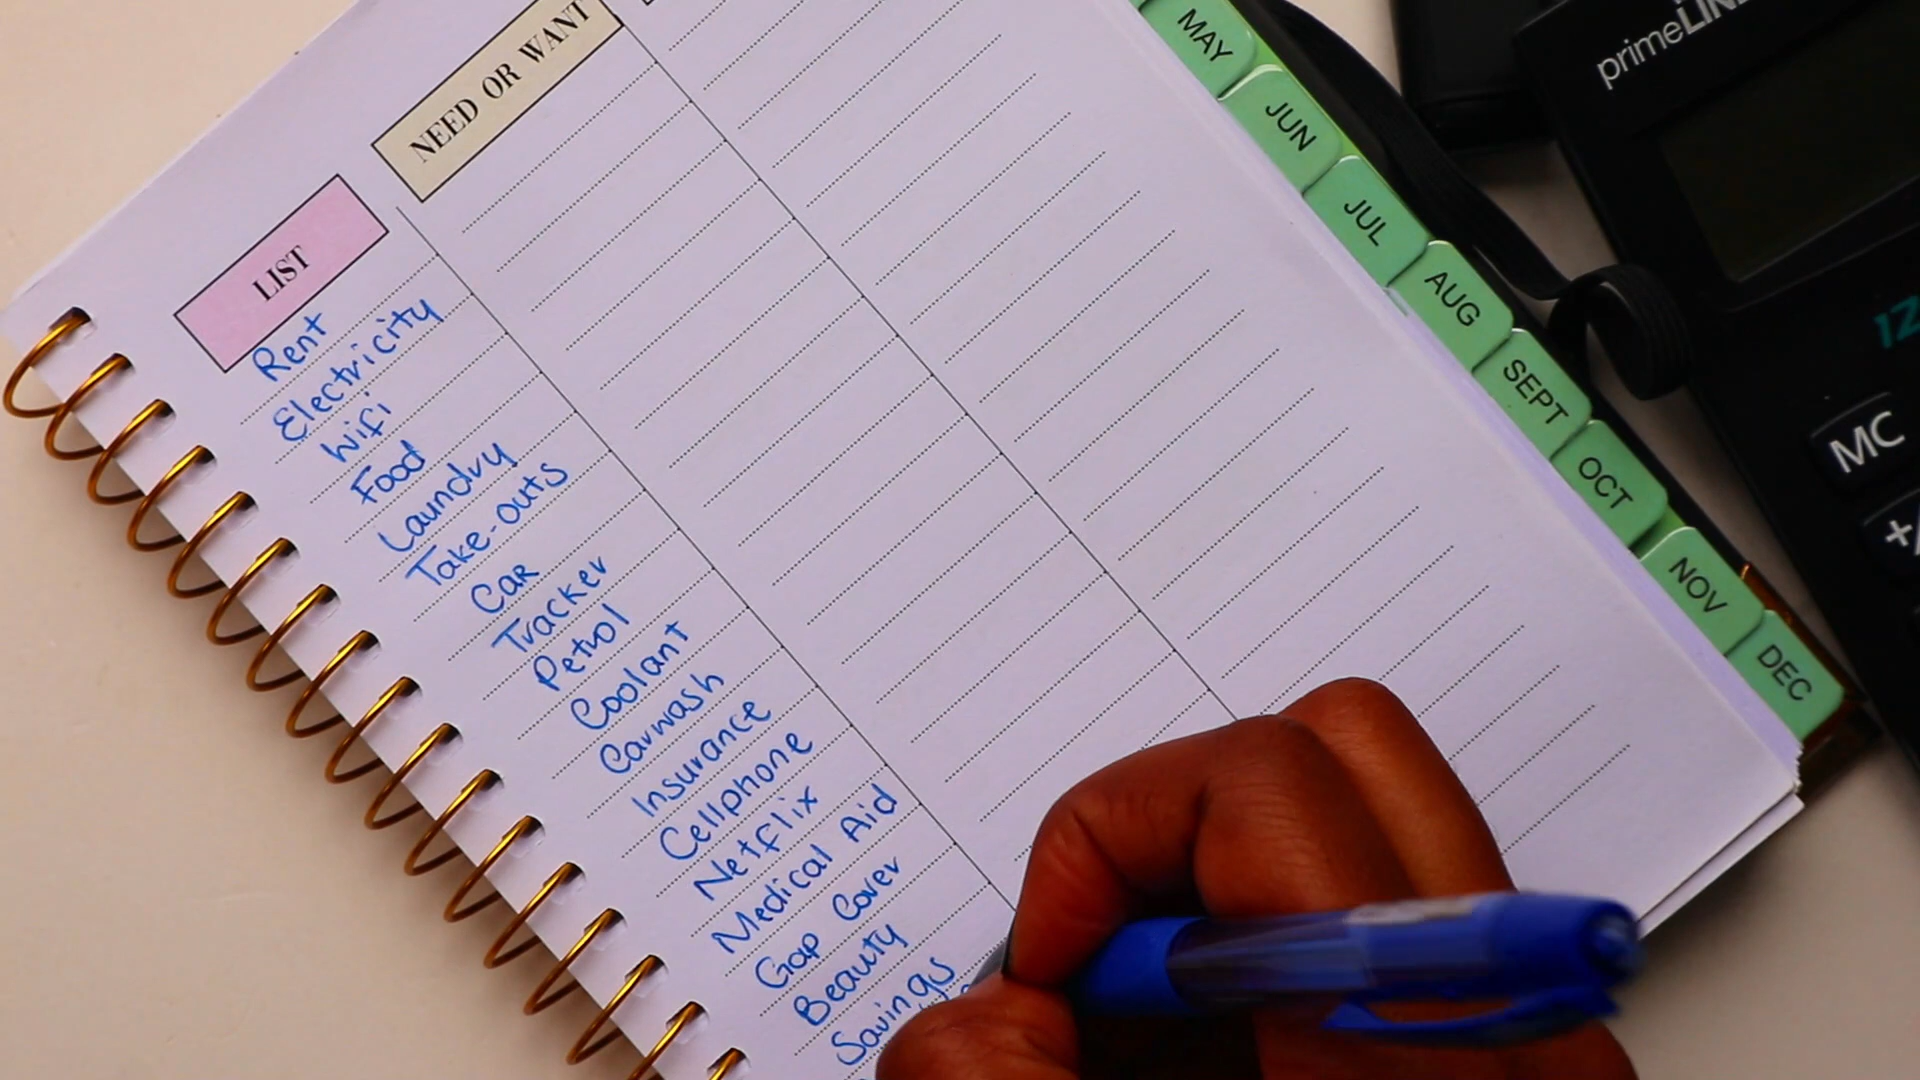 LIST
NEED OR WANT
Rent
Electricity
Wifi
Food
Laundry
Take-outs
Car
Tracker
Petrol
Coolant
Carwash
Insurance
Cellphone
Netflix
Medical Aid
Gap Cover
Beauty
Savings
MAY
JUN
JUL
AUG
SEPT
OCT
NOV
DEC
MC